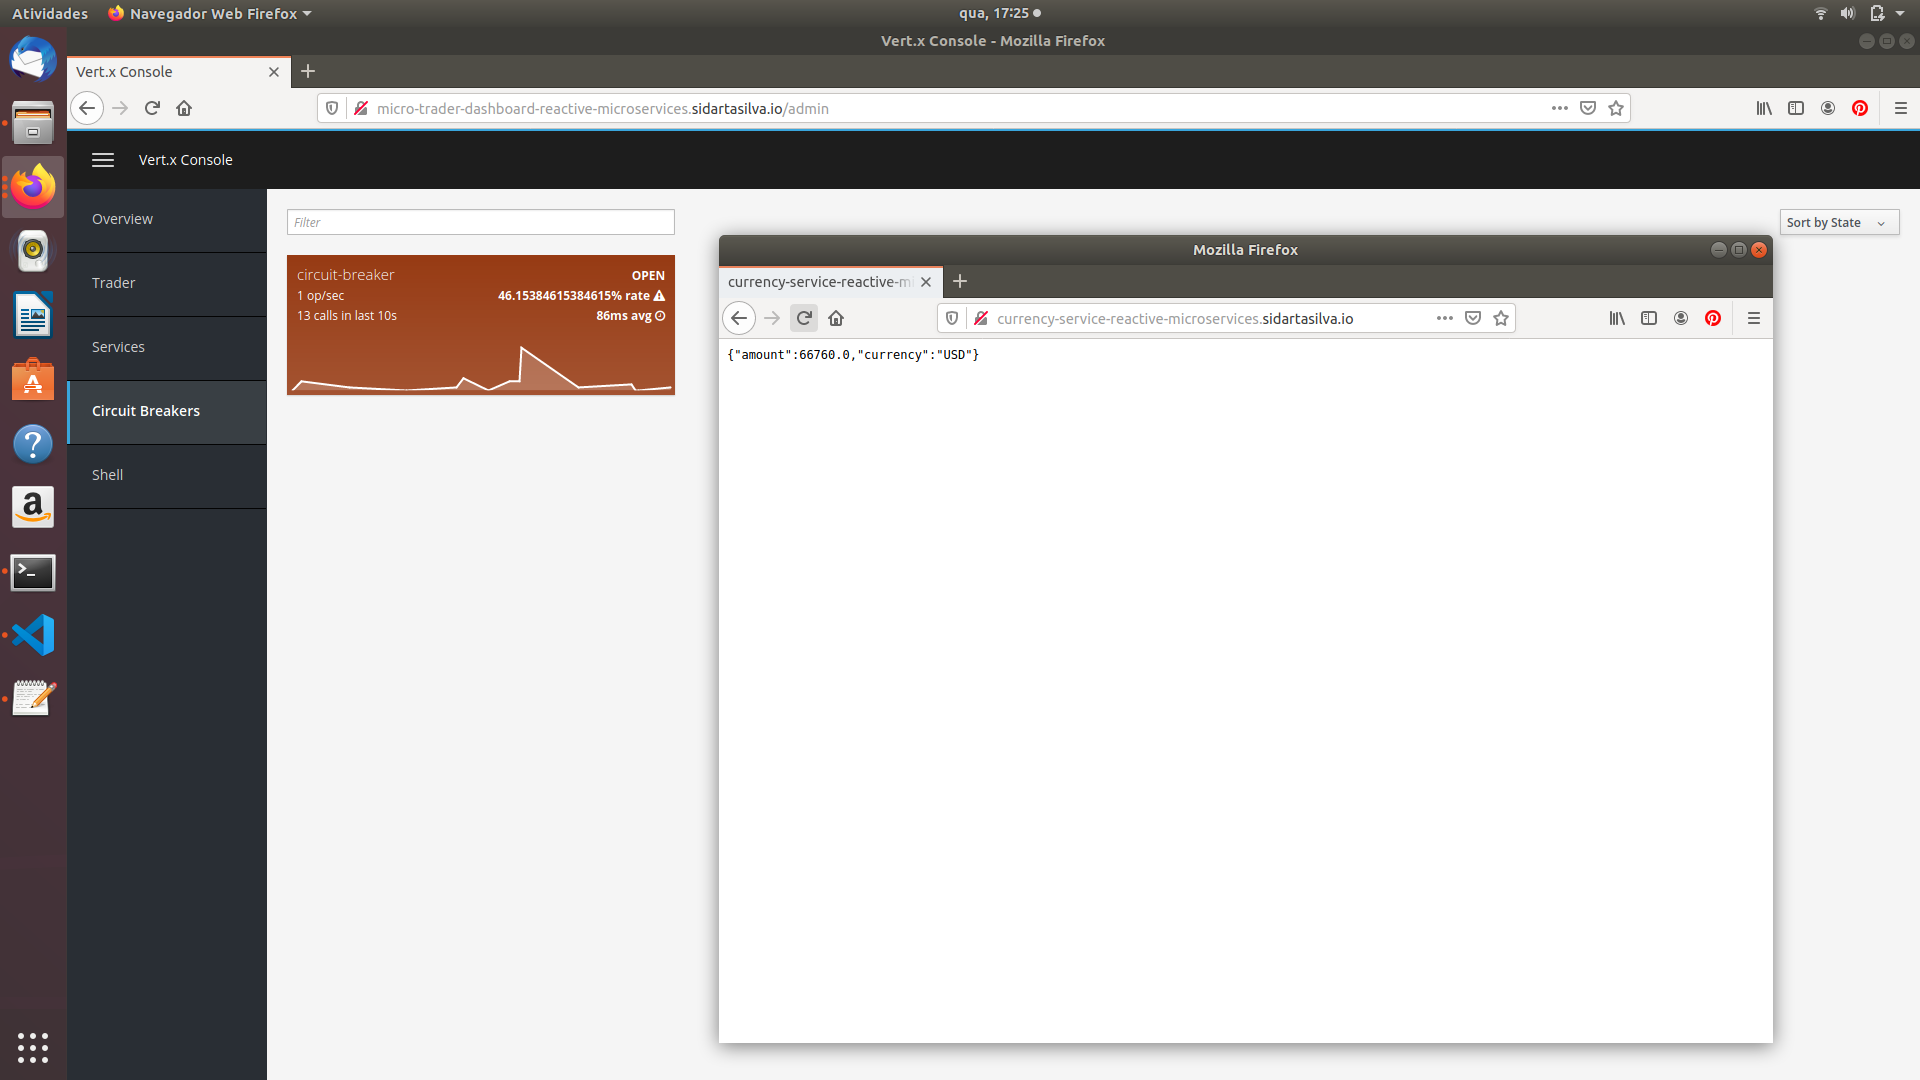 Atividades
Navegador Web Firefox
qua, 17:25
Vert.x Console - Mozilla Firefox
Vert.x Console
micro-trader-dashboard-reactive-microservices.sidartasilva.io/admin
Vert.x Console
Overview
Trader
Services
Circuit Breakers
Shell
Filter
Sort by State
circuit-breaker
OPEN
1 op/sec
46.15384615384615% rate
13 calls in last 10s
86ms avg
Mozilla Firefox
currency-service-reactive-m
currency-service-reactive-microservices.sidartasilva.io
{"amount":66760.0,"currency":"USD"}